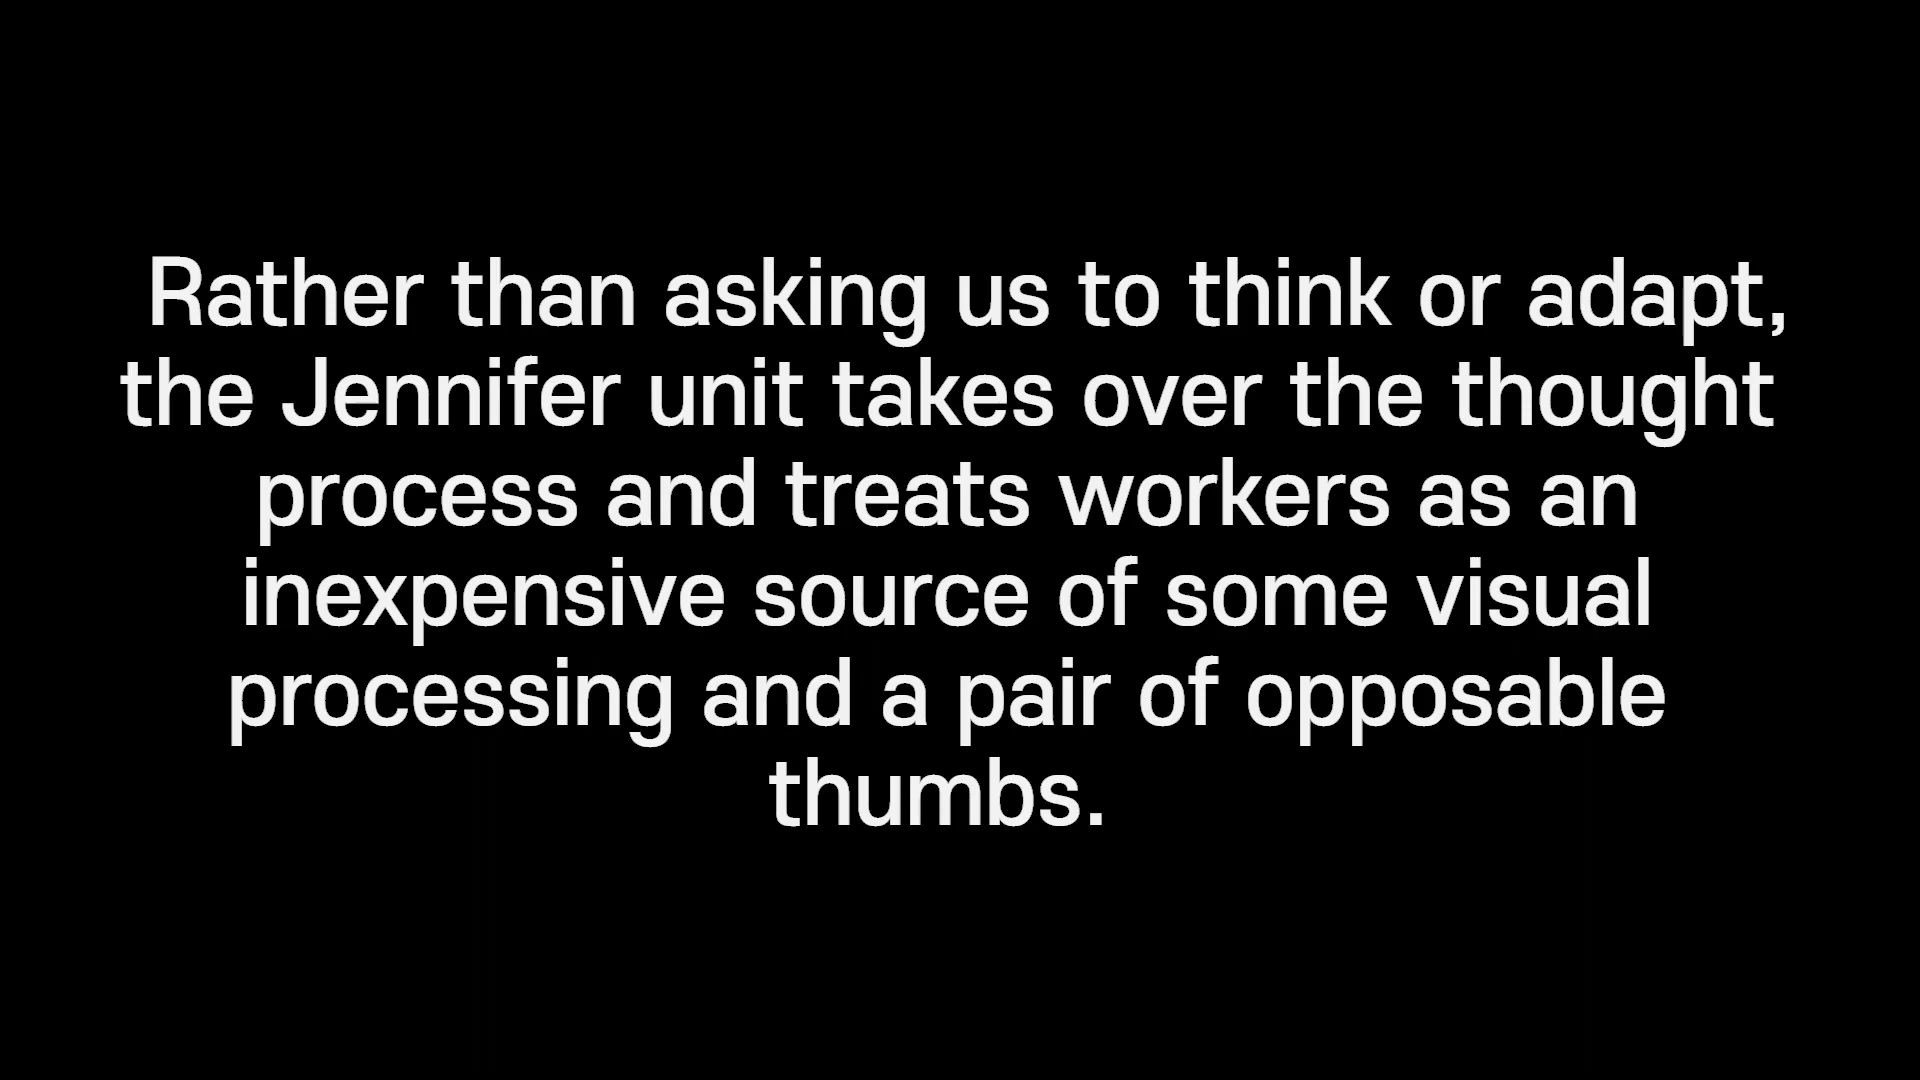 Rather than asking us to think or adapt,
the Jennifer unit takes over the thought
process and treats workers as an
inexpensive source of some visual
processing and a pair of opposable
thumbs.